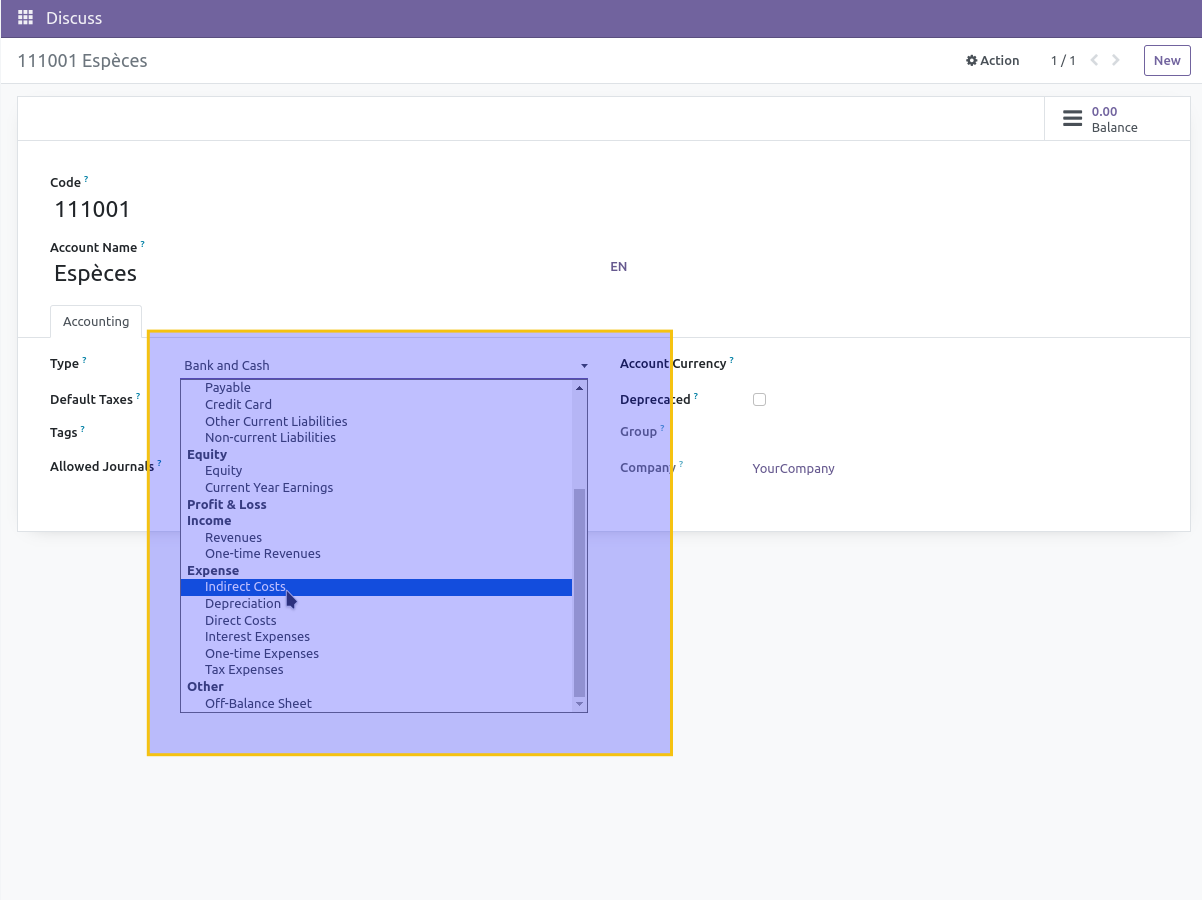 Discuss
111001 Espèces
Action
1 / 1
New
0.00
Balance
Code ?
111001
Account Name ?
Espèces
EN
Accounting
Type ?
Bank and Cash
Account Currency ?
Default Taxes ?
Deprecated ?
Tags ?
Group ?
Allowed Journals ?
Company ?
YourCompany
Payable
Credit Card
Other Current Liabilities
Non-current Liabilities
Equity
Equity
Current Year Earnings
Profit & Loss
Income
Revenues
One-time Revenues
Expense
Indirect Costs
Depreciation
Direct Costs
Interest Expenses
One-time Expenses
Tax Expenses
Other
Off-Balance Sheet